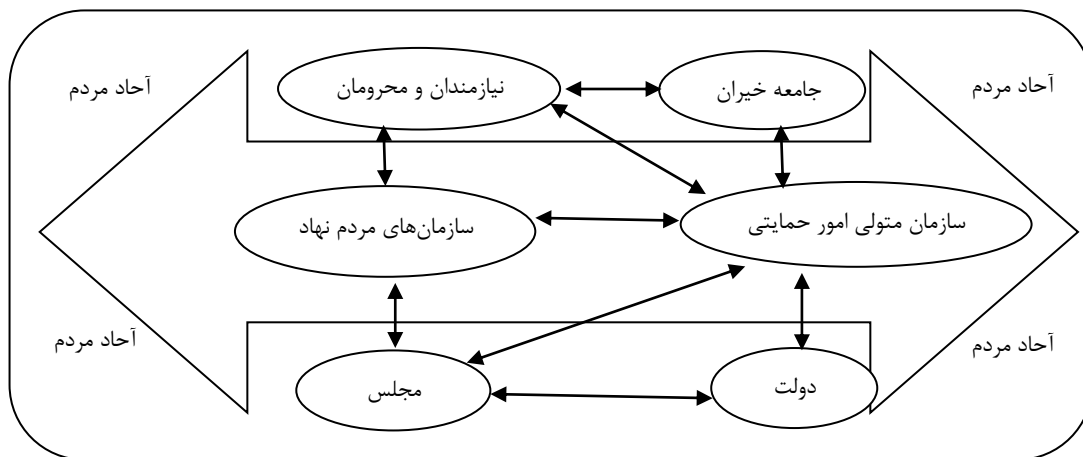 آحاد مردم
جامعه خیران
نیازمندان و محرومان
آحاد مردم
سازمان متولی امور حمایتی
سازمان‌های مردم نهاد
آحاد مردم
آحاد مردم
دولت
مجلس